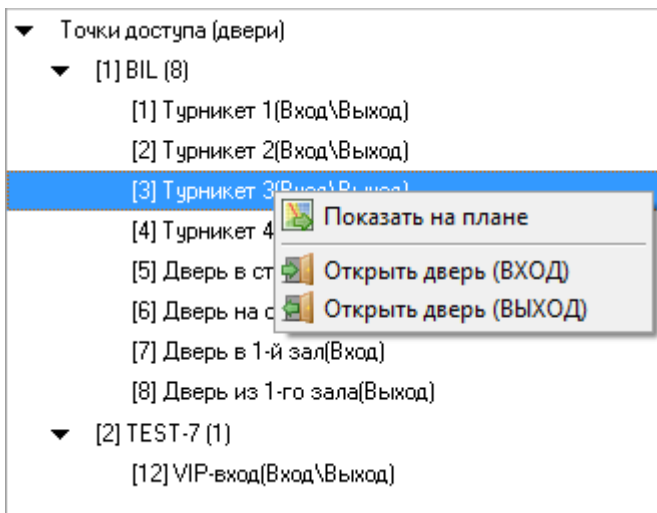 Точки доступа (двери)
[1] BIL (8)
[1] Турникет 1(Вход\Выход)
[2] Турникет 2(Вход\Выход)
[3] Турникет 3(Вход\Выход)
Показать на плане
[4] Турникет 4
[5] Дверь в ст
Открыть дверь (ВХОД)
[6] Дверь на
Открыть дверь (ВЫХОД)
[7] Дверь в 1-й зал(Вход)
[8] Дверь из 1-го зала(Выход)
[2] TEST-7 (1)
[12] VIP-вход(Вход\Выход)